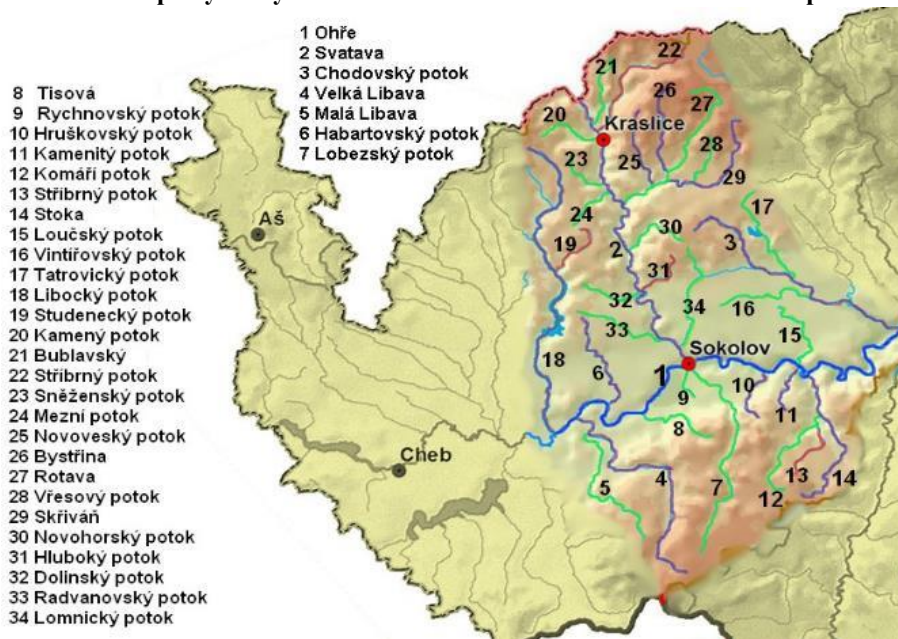 1 Ohře
2 Svatava
3 Chodovský potok
4 Velká Libava
5 Malá Libava
6 Habartovský potok
7 Lobezský potok
8 Tisová
9 Rychnovský potok
10 Hruškovský potok
11 Kamenitý potok
12 Komáří potok
13 Stříbrný potok
14 Stoka
15 Loučský potok
16 Vintířovský potok
17 Tatrovický potok
18 Libocký potok
19 Studenecký potok
20 Kamený potok
21 Bublavský
22 Stříbrný potok
23 Sněženský potok
24 Mezní potok
25 Novoveský potok
26 Bystřina
27 Rotava
28 Vřesový potok
29 Skřiváň
30 Novohorský potok
31 Hluboký potok
32 Dolinský potok
33 Radvanovský potok
34 Lomnický potok
22
21
26
27
20
Kraslice
23
25
28
29
24
30
17
Aš
19
2
3
31
32
34
16
33
15
Sokolov
18
6
1
10
9
11
8
Cheb
5
4
7
12
13
14